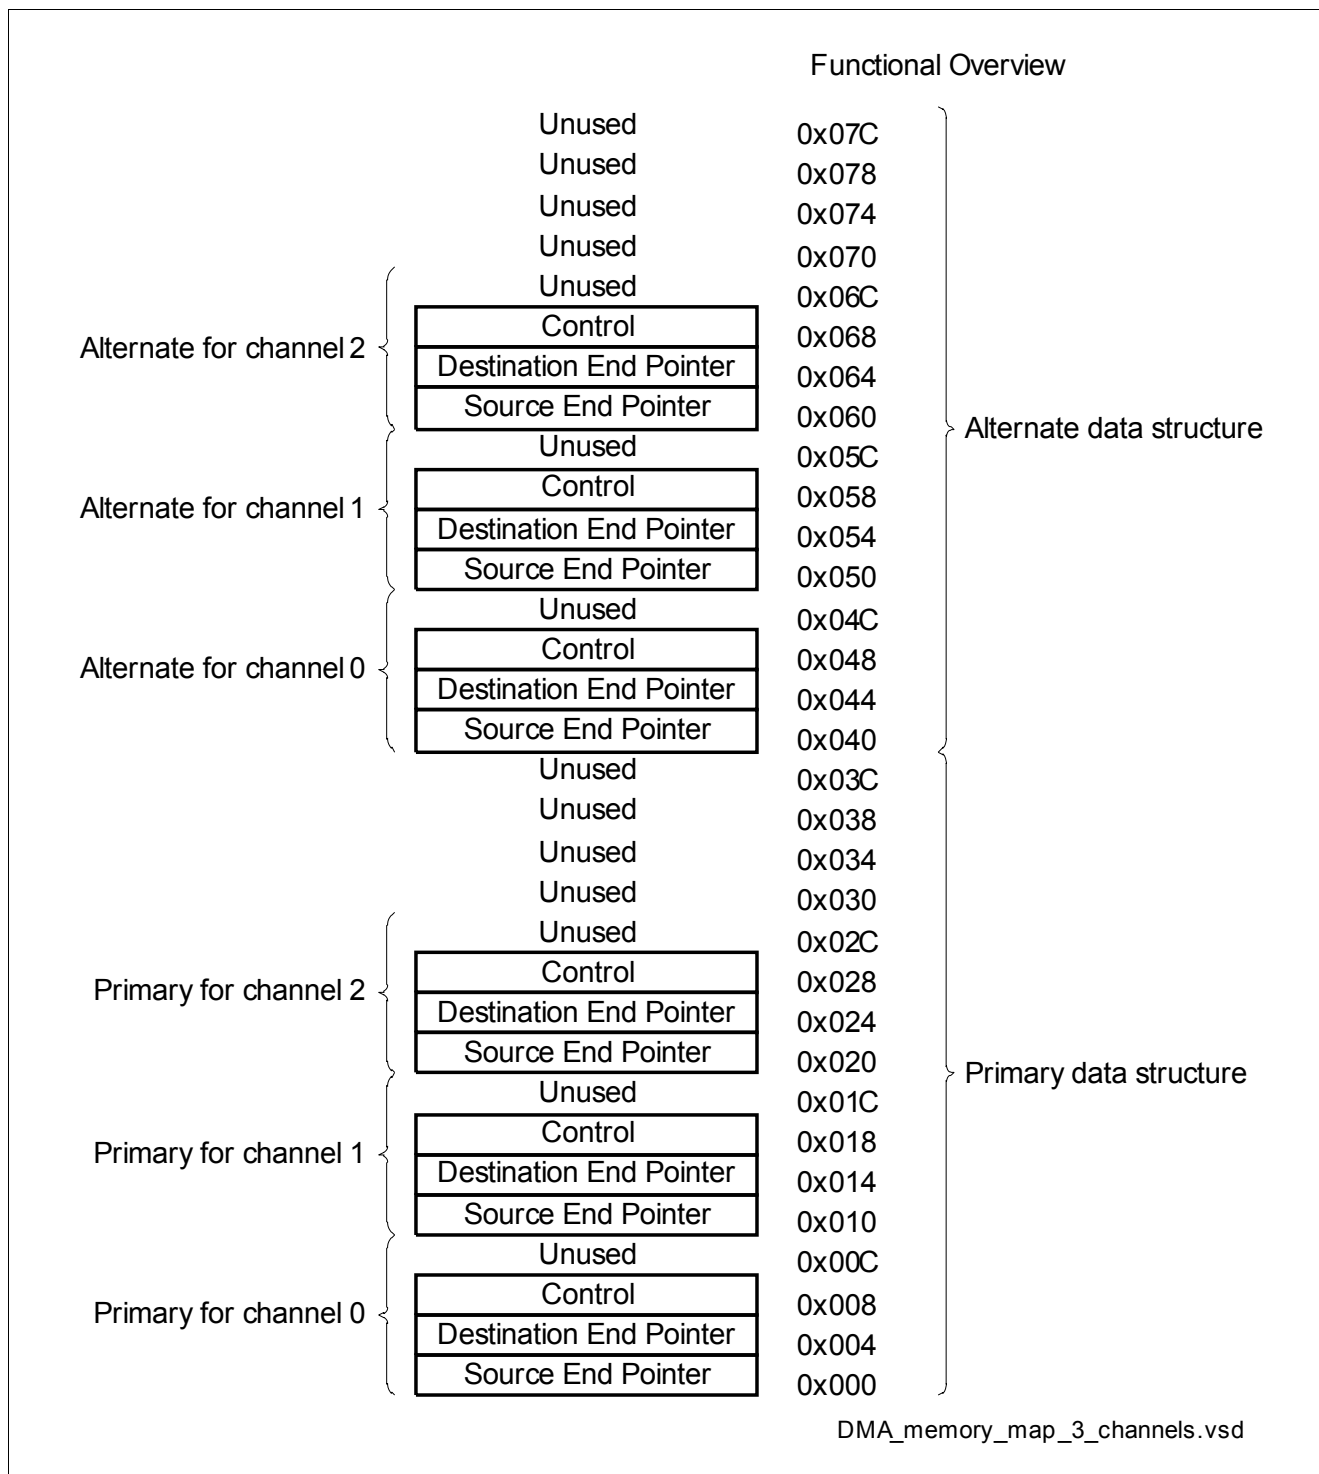 Functional Overview
Unused 0x07C
Unused 0x078
Unused 0x074
Unused 0x070
Unused 0x06C
Control 0x068
Alternate for channel 2
Destination End Pointer 0x064
Source End Pointer 0x060
Alternate data structure
Unused 0x05C
Control 0x058
Alternate for channel 1
Destination End Pointer 0x054
Source End Pointer 0x050
Unused 0x04C
Control 0x048
Alternate for channel 0
Destination End Pointer 0x044
Source End Pointer 0x040
Unused 0x03C
Unused 0x038
Unused 0x034
Unused 0x030
Unused 0x02C
Control 0x028
Primary for channel 2
Destination End Pointer 0x024
Source End Pointer 0x020
Primary data structure
Unused 0x01C
Control 0x018
Primary for channel 1
Destination End Pointer 0x014
Source End Pointer 0x010
Unused 0x00C
Control 0x008
Primary for channel 0
Destination End Pointer 0x004
Source End Pointer 0x000
DMA_memory_map_3_channels.vsd